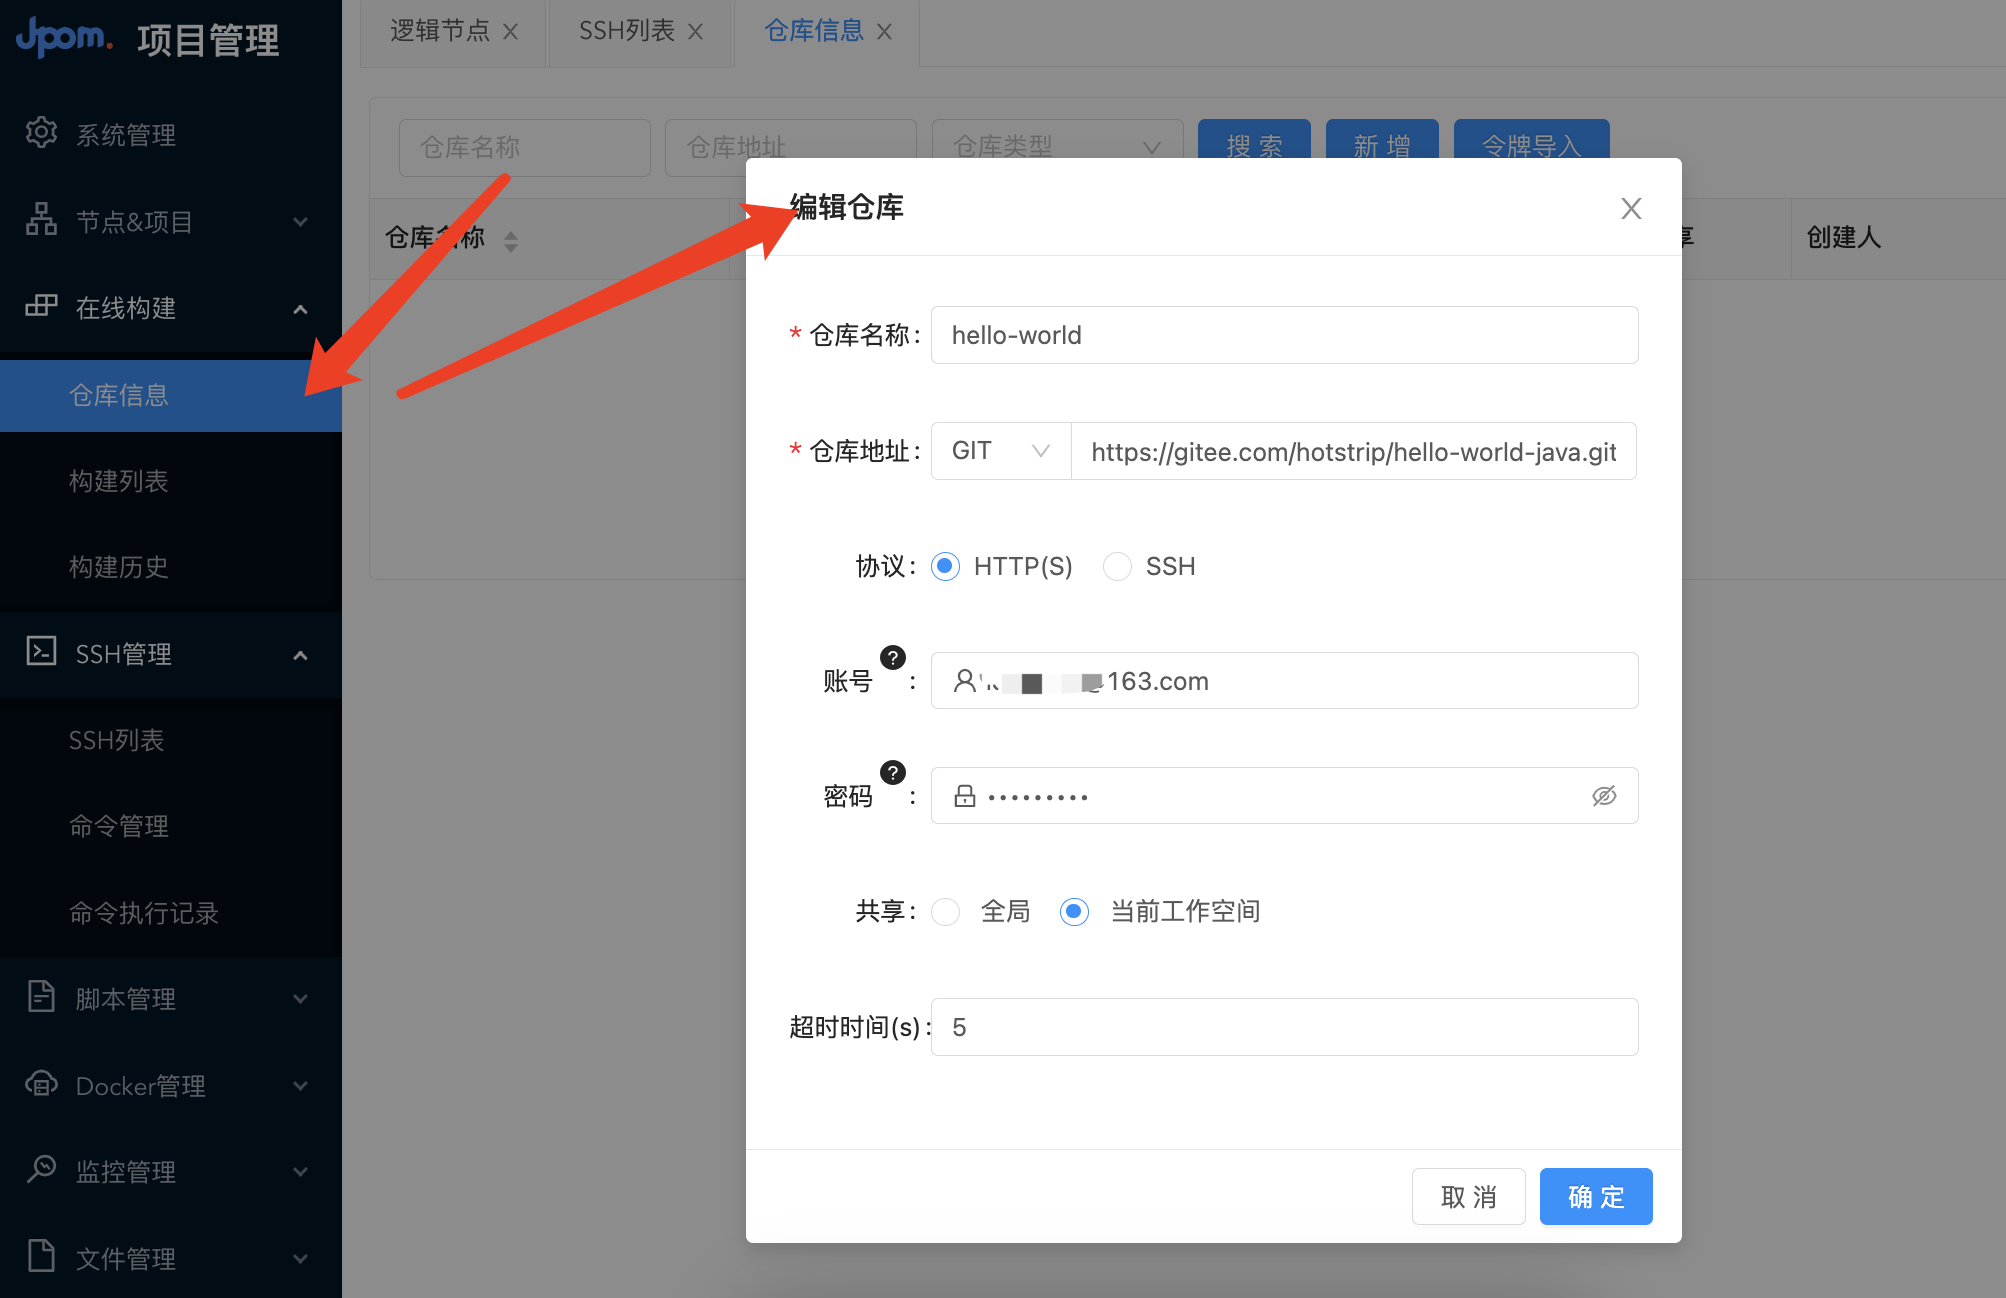 Jpom. 项目管理
系统管理
节点&项目
在线构建
仓库信息
构建列表
构建历史
SSH管理
SSH列表
命令管理
命令执行记录
脚本管理
Docker管理
监控管理
文件管理
逻辑节点
SSH列表
仓库信息
仓库名称
仓库地址
仓库类型
搜 索
新 增
令牌导入
仓库名称
享
创建人
编辑仓库
* 仓库名称: hello-world
* 仓库地址: GIT https://gitee.com/hotstrip/hello-world-java.git
协议: HTTP(S) SSH
账号 ? : @163.com
密码 ? : •••••••••
共享: 全局 当前工作空间
超时时间(s): 5
取 消
确 定